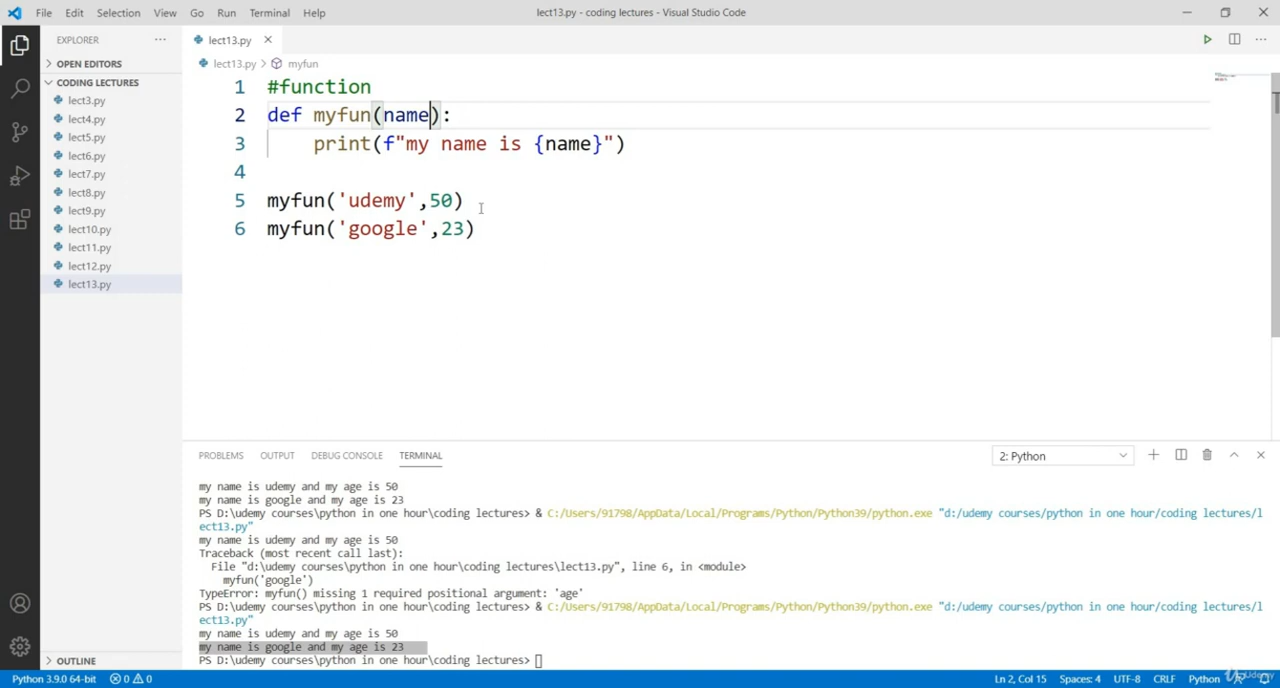 File Edit Selection View Go Run Terminal Help
lect13.py - coding lectures - Visual Studio Code
EXPLORER
OPEN EDITORS
CODING LECTURES
lect3.py
lect4.py
lect5.py
lect6.py
lect7.py
lect8.py
lect9.py
lect10.py
lect11.py
lect12.py
lect13.py
OUTLINE
lect13.py
lect13.py > myfun
1 #function
2 def myfun(name):
3 print(f"my name is {name}")
4
5 myfun('udemy',50)
6 myfun('google',23)
PROBLEMS OUTPUT DEBUG CONSOLE TERMINAL
2: Python
my name is udemy and my age is 50
my name is google and my age is 23
PS D:\udemy courses\python in one hour\coding lectures> & C:/Users/91798/AppData/Local/Programs/Python/Python39/python.exe "d:/udemy courses/python in one hour/coding lectures/l
ect13.py"
my name is udemy and my age is 50
Traceback (most recent call last):
File "d:\udemy courses\python in one hour\coding lectures\lect13.py", line 6, in <module>
myfun('google')
TypeError: myfun() missing 1 required positional argument: 'age'
PS D:\udemy courses\python in one hour\coding lectures> & C:/Users/91798/AppData/Local/Programs/Python/Python39/python.exe "d:/udemy courses/python in one hour/coding lectures/l
ect13.py"
my name is udemy and my age is 50
my name is google and my age is 23
PS D:\udemy courses\python in one hour\coding lectures>
Python 3.9.0 64-bit 0 0 Ln 2, Col 15 Spaces: 4 UTF-8 CRLF Python
Udemy